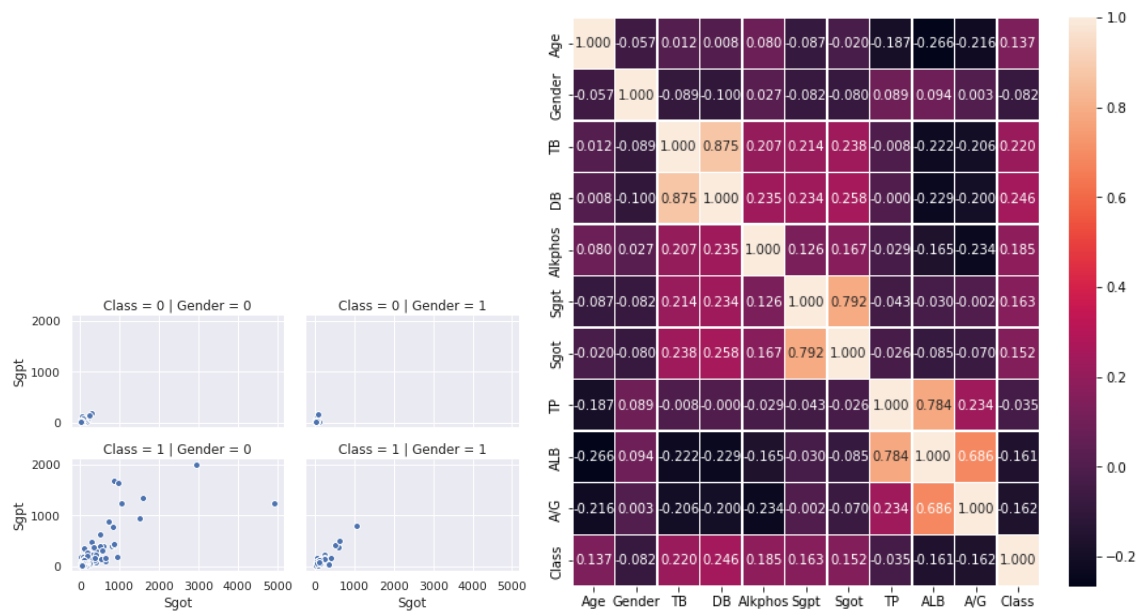 Class = 0 | Gender = 0
Class = 0 | Gender = 1
2000
1000
0
Sgpt
Class = 1 | Gender = 0
Class = 1 | Gender = 1
2000
1000
0
Sgpt
0 1000 2000 3000 4000 5000
0 1000 2000 3000 4000 5000
Sgot
Sgot
Age 1.000 -0.057 0.012 0.008 0.080 -0.087 -0.020 -0.187 -0.266 -0.216 0.137
Gender -0.057 1.000 -0.089 -0.100 0.027 -0.082 -0.080 0.089 0.094 0.003 -0.082
TB 0.012 -0.089 1.000 0.875 0.207 0.214 0.238 -0.008 -0.222 -0.206 0.220
DB 0.008 -0.100 0.875 1.000 0.235 0.234 0.258 -0.000 -0.229 -0.200 0.246
Alkphos 0.080 0.027 0.207 0.235 1.000 0.126 0.167 -0.029 -0.165 -0.234 0.185
Sgpt -0.087 -0.082 0.214 0.234 0.126 1.000 0.792 -0.043 -0.030 -0.002 0.163
Sgot -0.020 -0.080 0.238 0.258 0.167 0.792 1.000 -0.026 -0.085 -0.070 0.152
TP -0.187 0.089 -0.008 -0.000 -0.029 -0.043 -0.026 1.000 0.784 0.234 -0.035
ALB -0.266 0.094 -0.222 -0.229 -0.165 -0.030 -0.085 0.784 1.000 0.686 -0.161
A/G -0.216 0.003 -0.206 -0.200 -0.234 -0.002 -0.070 0.234 0.686 1.000 -0.162
Class 0.137 -0.082 0.220 0.246 0.185 0.163 0.152 -0.035 -0.161 -0.162 1.000
Age Gender TB DB Alkphos Sgpt Sgot TP ALB A/G Class
1.0
0.8
0.6
0.4
0.2
0.0
−0.2